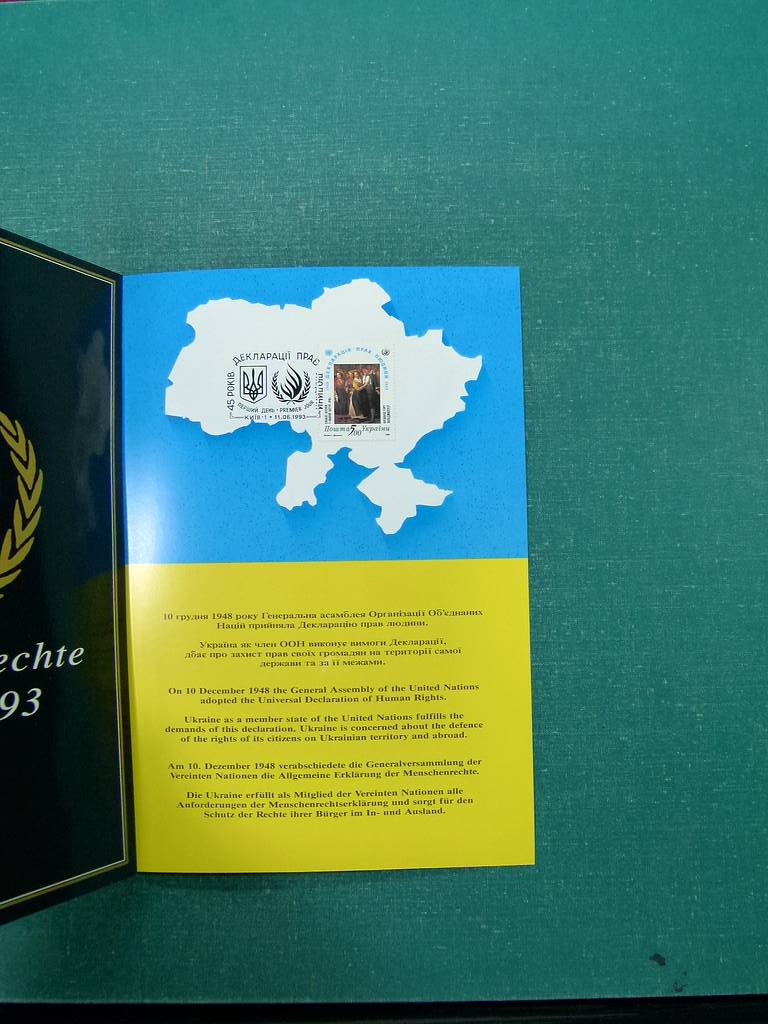 echte
93
45 РОКІВ ДЕКЛАРАЦІЇ ПРАВ ЛЮДИНИ
ПЕРШИЙ ДЕНЬ · PREMIER JOUR
КИЇВ-1 · 11.06.1993
ДЕКЛАРАЦІЯ ПРАВ ЛЮДИНИ
Пошта 5.00 України
10 грудня 1948 року Генеральна асамблея Організації Об'єднаних
Націй прийняла Декларацію прав людини.
Україна як член ООН виконує вимоги Декларації,
дбає про захист прав своїх громадян на території самої
держави та за її межами.
On 10 December 1948 the General Assembly of the United Nations
adopted the Universal Declaration of Human Rights.
Ukraine as a member state of the United Nations fulfills the
demands of this declaration. Ukraine is concerned about the defence
of the rights of its citizens on Ukrainian territory and abroad.
Am 10. Dezember 1948 verabschiedete die Generalversammlung der
Vereinten Nationen die Allgemeine Erklärung der Menschenrechte.
Die Ukraine erfüllt als Mitglied der Vereinten Nationen alle
Anforderungen der Menschenrechtserklärung und sorgt für den
Schutz der Rechte ihrer Bürger im In- und Ausland.